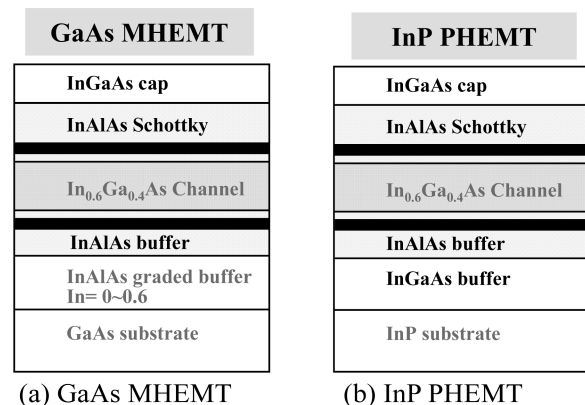 GaAs MHEMT
InGaAs cap
InAlAs Schottky
In0.6Ga0.4As Channel
InAlAs buffer
InAlAs graded buffer
In= 0~0.6
GaAs substrate
(a) GaAs MHEMT
InP PHEMT
InGaAs cap
InAlAs Schottky
In0.6Ga0.4As Channel
InAlAs buffer
InGaAs buffer
InP substrate
(b) InP PHEMT